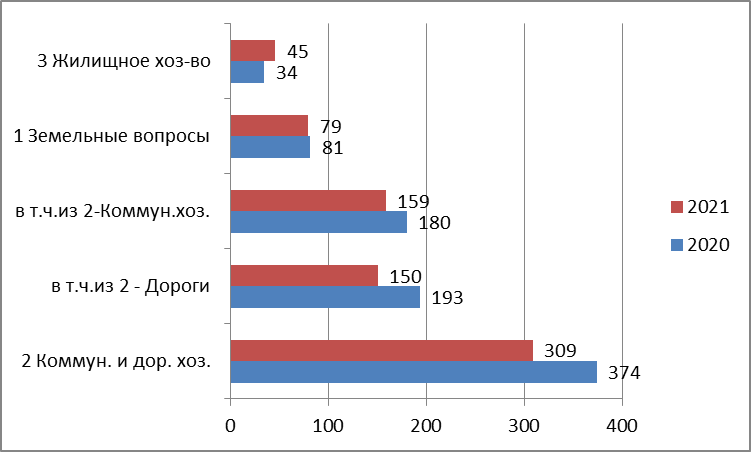 3 Жилищное хоз-во
45
34
1 Земельные вопросы
79
81
в т.ч.из 2-Коммун.хоз.
159
180
в т.ч.из 2 - Дороги
150
193
2 Коммун. и дор. хоз.
309
374
0 100 200 300 400
2021
2020